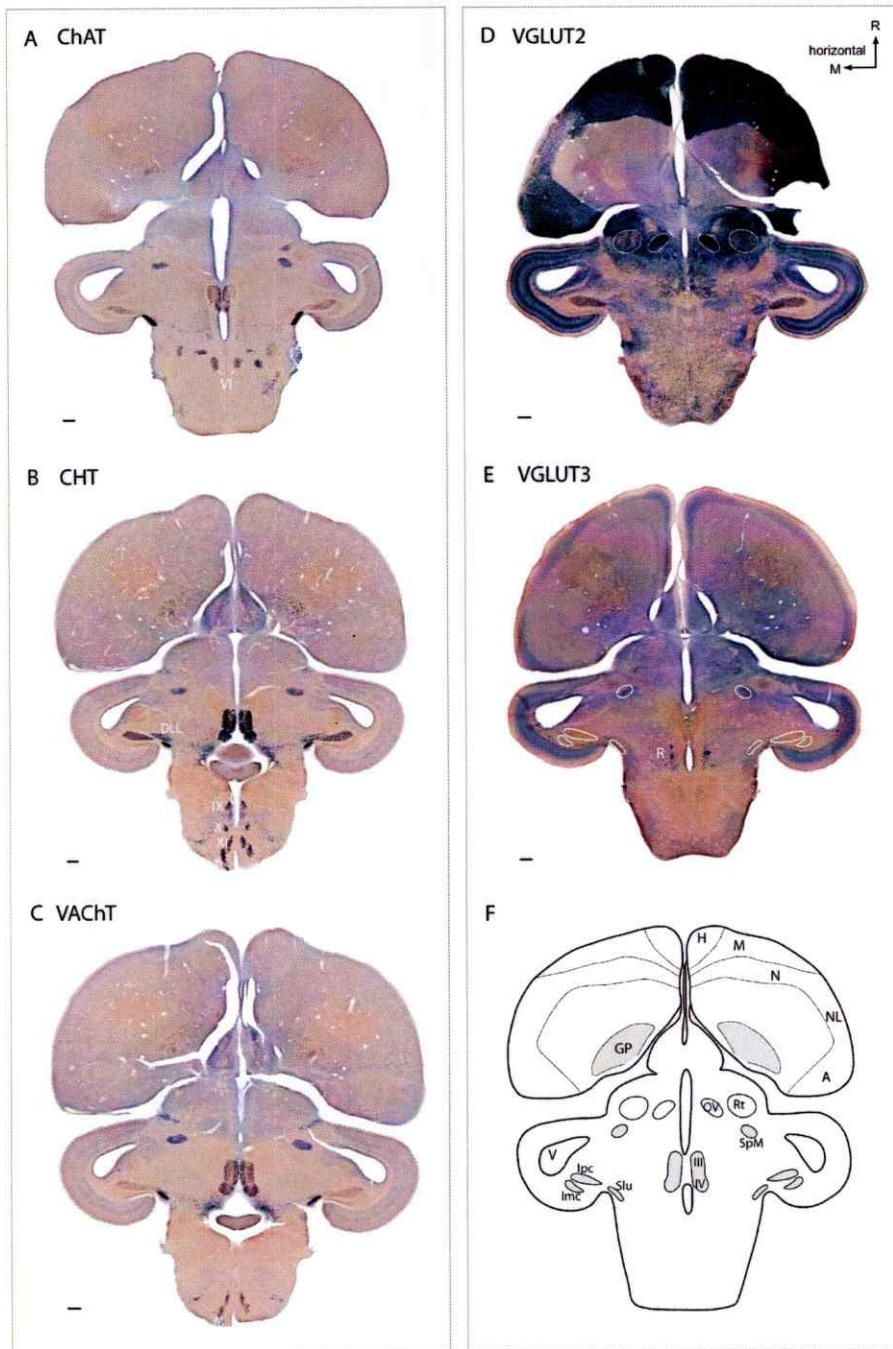 A ChAT
VI
B CHT
DLL
IX
X
C VAChT
D VGLUT2
R
horizontal
M
E VGLUT3
R
F
H
M
N
NL
GP
A
OV Rt
SpM
V
Ipc
III
Imc
Slu
IV